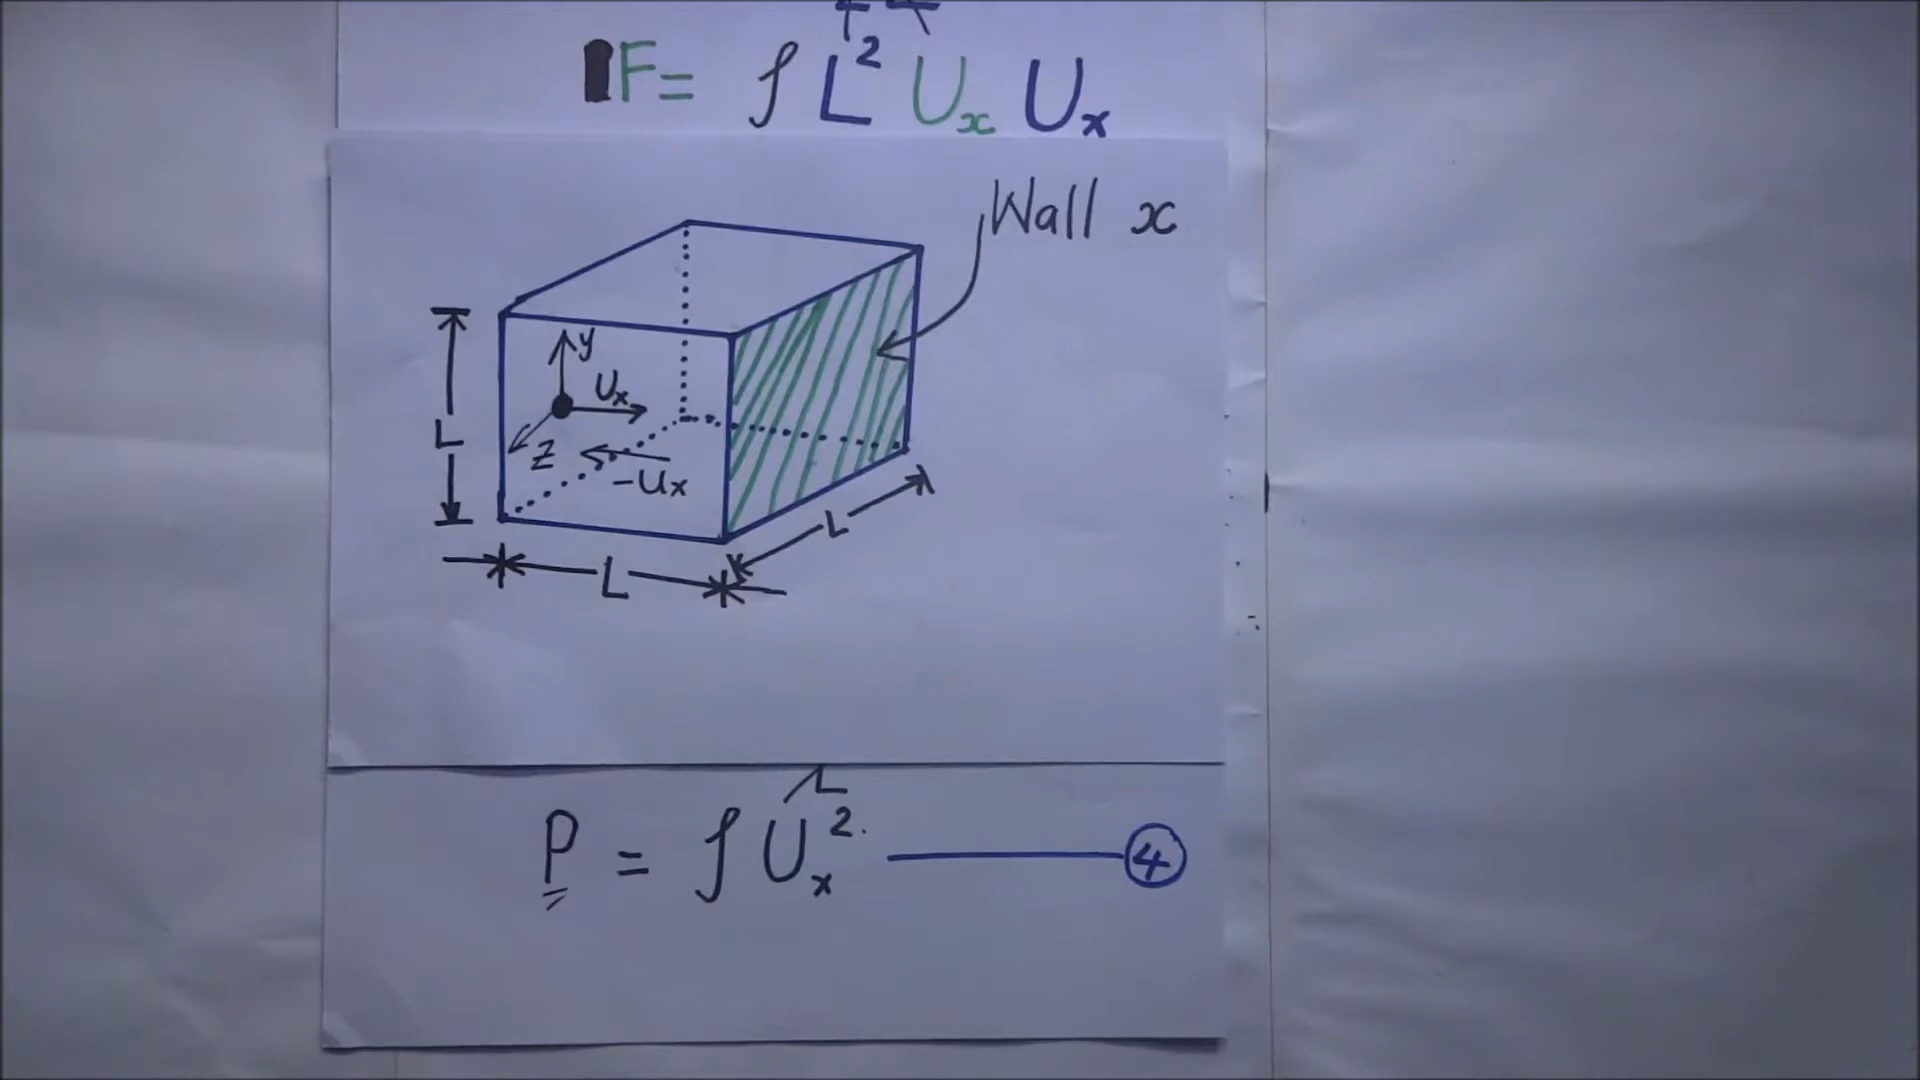 F = ρ L² Uₓ Uₓ
Wall x
y
Uₓ
L
Z
-Uₓ
L
L
L
P = ρ Uₓ² ④